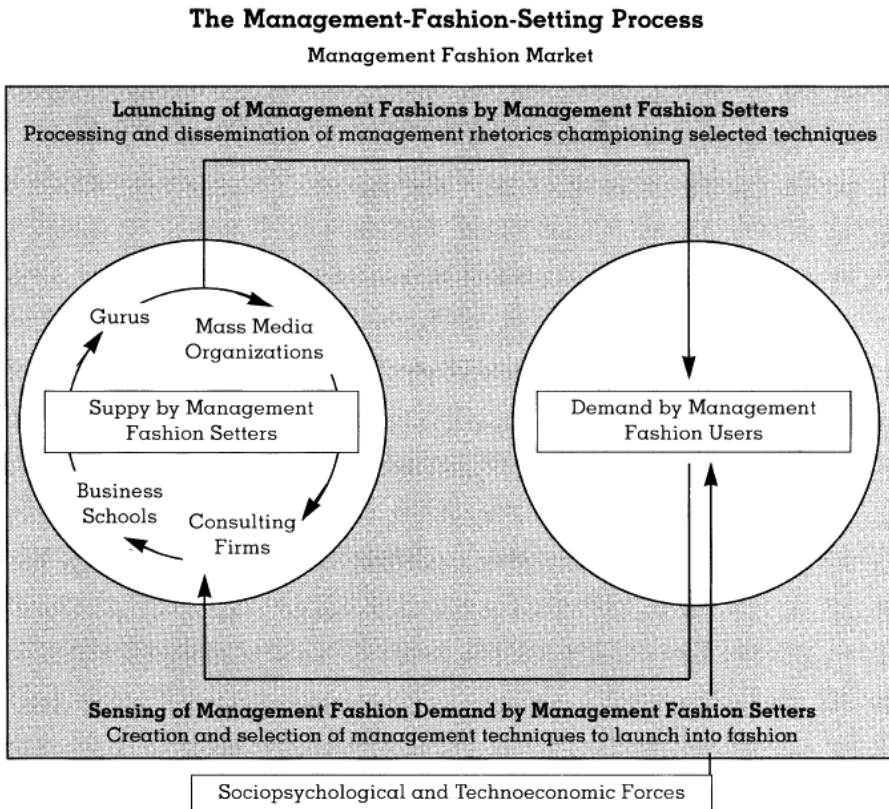 The Management-Fashion-Setting Process
Management Fashion Market
Launching of Management Fashions by Management Fashion Setters
Processing and dissemination of management rhetorics championing selected techniques
Gurus
Mass Media
Organizations
Suppy by Management
Fashion Setters
Business
Schools
Consulting
Firms
Demand by Management
Fashion Users
Sensing of Management Fashion Demand by Management Fashion Setters
Creation and selection of management techniques to launch into fashion
Sociopsychological and Technoeconomic Forces